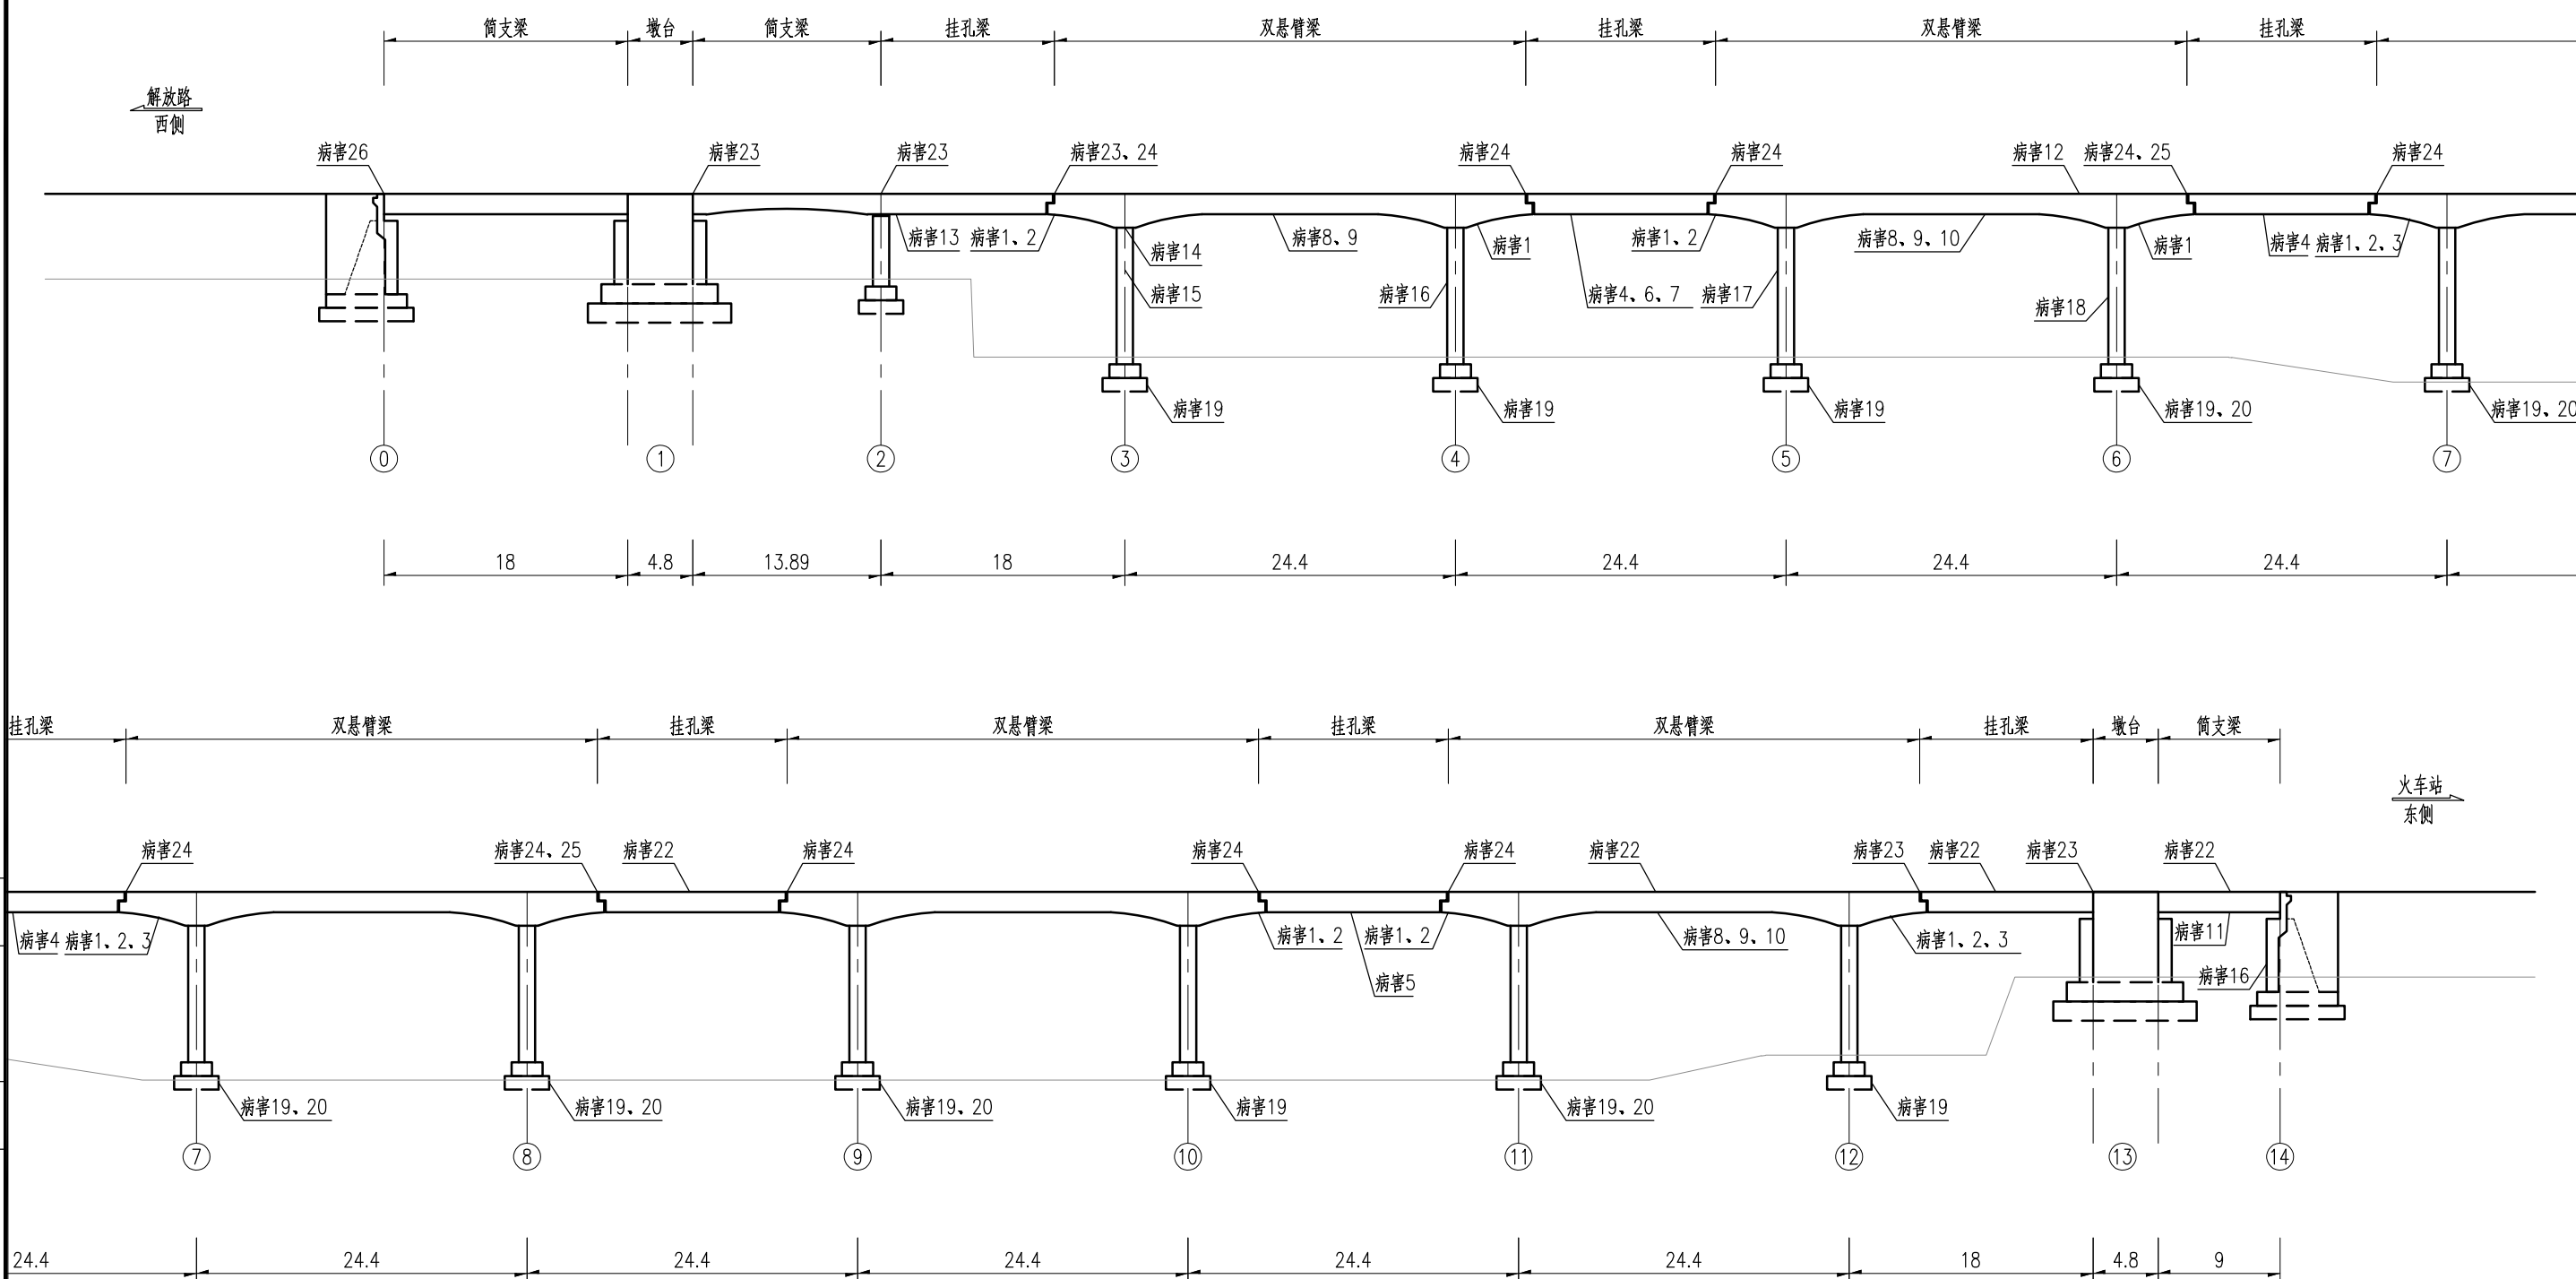 简支梁 墩台 简支梁 挂孔梁 双悬臂梁 挂孔梁 双悬臂梁 挂孔梁
解放路
西侧
病害26 病害23 病害23 病害23、24 病害24 病害24 病害12 病害24、25 病害24
病害13 病害1、2 病害8、9 病害1 病害1、2 病害8、9、10 病害1 病害4 病害1、2、3
病害14
病害15 病害16 病害4、6、7 病害17 病害18
病害19 病害19 病害19 病害19、20 病害19、20
0 1 2 3 4 5 6 7
18 4.8 13.89 18 24.4 24.4 24.4 24.4
挂孔梁 双悬臂梁 挂孔梁 双悬臂梁 挂孔梁 双悬臂梁 挂孔梁 墩台 简支梁
火车站
东侧
病害24 病害24、25 病害22 病害24 病害24 病害24 病害22 病害23 病害22 病害23 病害22
病害4 病害1、2、3 病害1、2 病害1、2 病害8、9、10 病害1、2、3 病害11
病害5 病害16
病害19、20 病害19、20 病害19、20 病害19 病害19、20 病害19
7 8 9 10 11 12 13 14
24.4 24.4 24.4 24.4 24.4 24.4 18 4.8 9